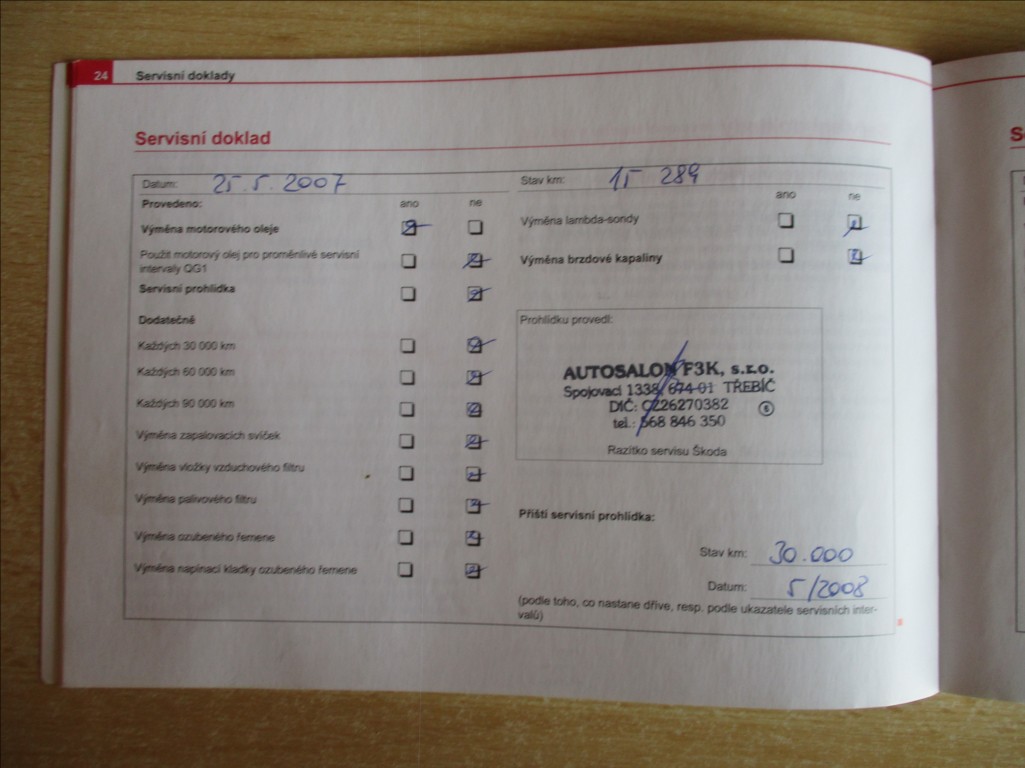 24 Servisní doklady
Servisní doklad
Datum: 25. 5. 2007
Provedeno: ano ne
Výměna motorového oleje
Použit motorový olej pro proměnlivé servisní
intervaly QG1
Servisní prohlídka
Dodatečně
Každých 30 000 km
Každých 60 000 km
Každých 90 000 km
Výměna zapalovacích svíček
Výměna vložky vzduchového filtru
Výměna palivového filtru
Výměna ozubeného řemene
Výměna napínací kladky ozubeného řemene
Stav km: 15 289
ano ne
Výměna lambda-sondy
Výměna brzdové kapaliny
Prohlídku provedl:
AUTOSALON F3K, s.r.o.
Spojovací 1338, 674 01 TŘEBÍČ
DIČ: CZ26270382
tel.: 568 846 350
Razítko servisu Škoda
Příští servisní prohlídka:
Stav km: 30.000
Datum: 5/2008
(podle toho, co nastane dříve, resp. podle ukazatele servisních inter-
valů)